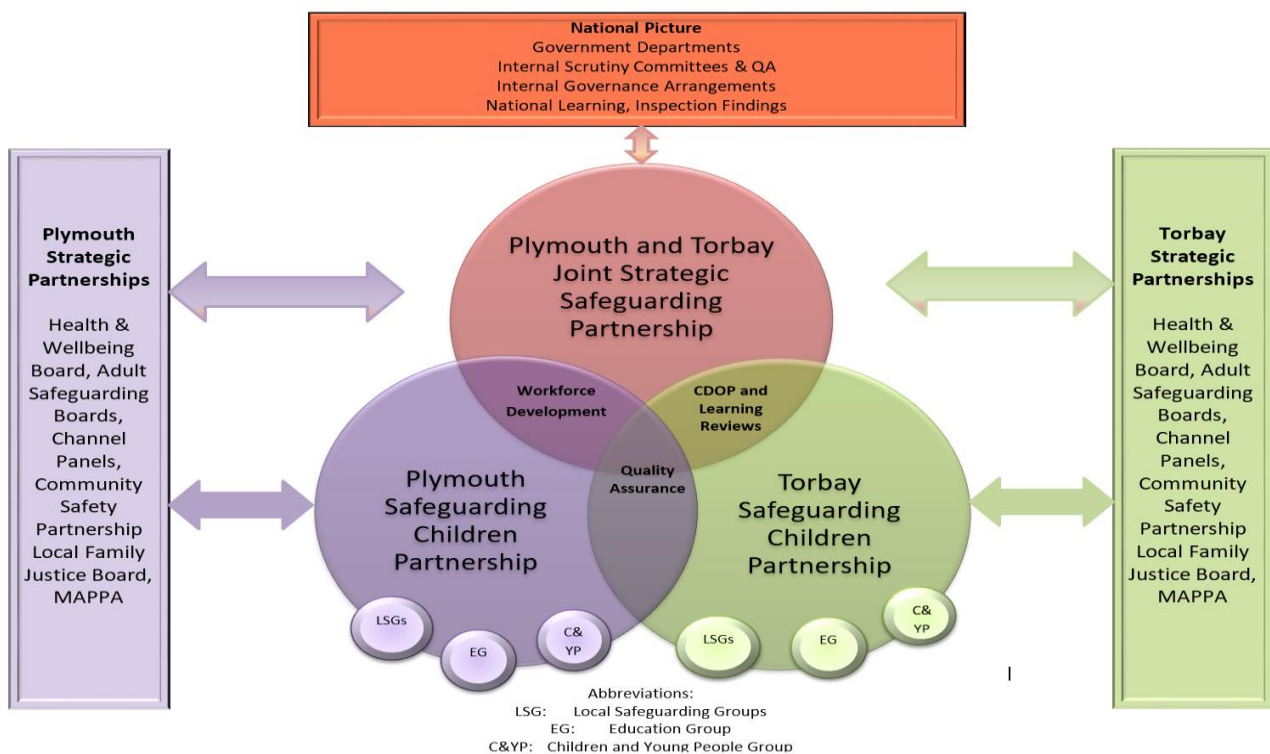 National Picture
Government Departments
Internal Scrutiny Committees & QA
Internal Governance Arrangements
National Learning, Inspection Findings
Plymouth
Strategic
Partnerships
Health &
Wellbeing
Board, Adult
Safeguarding
Boards,
Channel
Panels,
Community
Safety
Partnership
Local Family
Justice Board,
MAPPA
Plymouth and Torbay
Joint Strategic
Safeguarding
Partnership
Workforce
Development
CDOP and
Learning
Reviews
Quality
Assurance
Plymouth
Safeguarding
Children
Partnership
Torbay
Safeguarding
Children
Partnership
LSGs
EG
C&
YP
LSGs
EG
C&
YP
Torbay
Strategic
Partnerships
Health &
Wellbeing
Board, Adult
Safeguarding
Boards,
Channel
Panels,
Community
Safety
Partnership
Local Family
Justice Board,
MAPPA
Abbreviations:
LSG: Local Safeguarding Groups
EG: Education Group
C&YP: Children and Young People Group